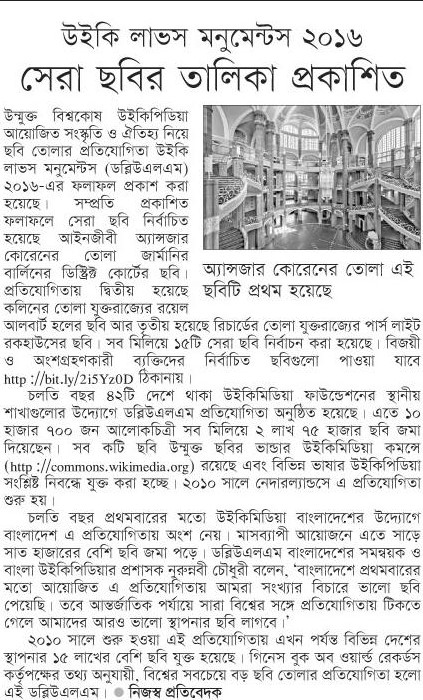 উইকি লাভস মনুমেন্টস ২০১৬
সেরা ছবির তালিকা প্রকাশিত
উন্মুক্ত বিশ্বকোষ উইকিপিডিয়া
আয়োজিত সংস্কৃতি ও ঐতিহ্য নিয়ে
ছবি তোলার প্রতিযোগিতা উইকি
লাভস মনুমেন্টস (ডব্লিউএলএম)
২০১৬-এর ফলাফল প্রকাশ করা
হয়েছে। সম্প্রতি প্রকাশিত
ফলাফলে সেরা ছবি নির্বাচিত
হয়েছে আইনজীবী অ্যান্সজার
কোরেনের তোলা জার্মানির
বার্লিনের ডিস্ট্রিক্ট কোর্টের ছবি।
প্রতিযোগিতায় দ্বিতীয় হয়েছে
কলিনের তোলা যুক্তরাজ্যের রয়েল
অ্যান্সজার কোরেনের তোলা এই
ছবিটি প্রথম হয়েছে
আলবার্ট হলের ছবি আর তৃতীয় হয়েছে রিচার্ডের তোলা যুক্তরাজ্যের পার্স লাইট
রকহাউসের ছবি। সব মিলিয়ে ১৫টি সেরা ছবি নির্বাচন করা হয়েছে। বিজয়ী
ও অংশগ্রহণকারী ব্যক্তিদের নির্বাচিত ছবিগুলো পাওয়া যাবে
http ://bit.ly/2i5Yz0D ঠিকানায়।
চলতি বছর ৪২টি দেশে থাকা উইকিমিডিয়া ফাউন্ডেশনের স্থানীয়
শাখাগুলোর উদ্যোগে ডব্লিউএলএম প্রতিযোগিতা অনুষ্ঠিত হয়েছে। এতে ১০
হাজার ৭০০ জন আলোকচিত্রী সব মিলিয়ে ২ লাখ ৭৫ হাজার ছবি জমা
দিয়েছেন। সব কটি ছবি উন্মুক্ত ছবির ভান্ডার উইকিমিডিয়া কমন্সে
(http ://commons.wikimedia.org) রয়েছে এবং বিভিন্ন ভাষার উইকিপিডিয়া
সংশ্লিষ্ট নিবন্ধে যুক্ত করা হচ্ছে। ২০১০ সালে নেদারল্যান্ডসে এ প্রতিযোগিতা
শুরু হয়।
চলতি বছর প্রথমবারের মতো উইকিমিডিয়া বাংলাদেশের উদ্যোগে
বাংলাদেশ এ প্রতিযোগিতায় অংশ নেয়। মাসব্যাপী আয়োজনে এতে সাড়ে
সাত হাজারের বেশি ছবি জমা পড়ে। ডব্লিউএলএম বাংলাদেশের সমন্বয়ক ও
বাংলা উইকিপিডিয়ার প্রশাসক নুরুন্নবী চৌধুরী বলেন, ‘বাংলাদেশে প্রথমবারের
মতো আয়োজিত এ প্রতিযোগিতায় আমরা সংখ্যার বিচারে ভালো ছবি
পেয়েছি। তবে আন্তর্জাতিক পর্যায়ে সারা বিশ্বের সঙ্গে প্রতিযোগিতায় টিকতে
গেলে আমাদের আরও ভালো স্থাপনার ছবি লাগবে।’
২০১০ সালে শুরু হওয়া এই প্রতিযোগিতায় এখন পর্যন্ত বিভিন্ন দেশের
স্থাপনার ১৫ লাখের বেশি ছবি যুক্ত হয়েছে। গিনেস বুক অব ওয়ার্ল্ড রেকর্ডস
কর্তৃপক্ষের তথ্য অনুযায়ী, বিশ্বের সবচেয়ে বড় ছবি তোলার প্রতিযোগিতা হলো
এই ডব্লিউএলএম। ● নিজস্ব প্রতিবেদক